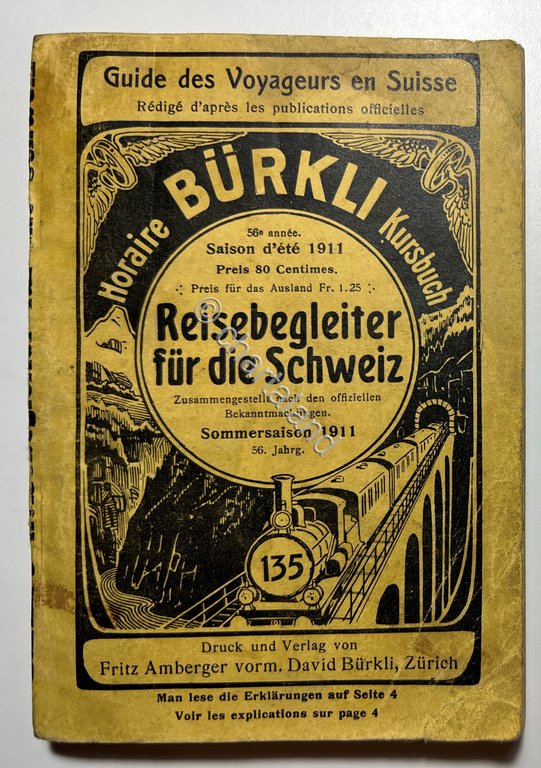 Guide des Voyageurs en Suisse
Rédigé d'après les publications officielles
Horaire BÜRKLI Kursbuch
56e année.
Saison d'été 1911
Preis 80 Centimes.
Preis für das Ausland Fr. 1.25
Reisebegleiter
für die Schweiz
Zusammengestellt nach den offiziellen
Bekanntmachungen.
Sommersaison 1911
56. Jahrg.
135
Druck und Verlag von
Fritz Amberger vorm. David Bürkli, Zürich
Man lese die Erklärungen auf Seite 4
Voir les explications sur page 4